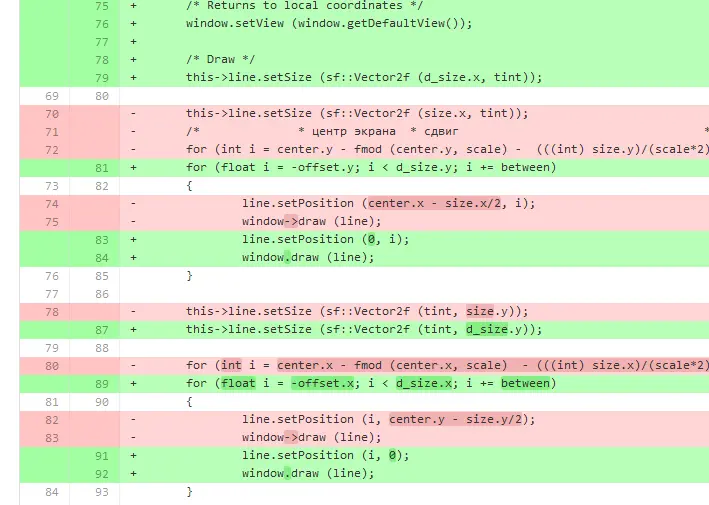 75 + /* Returns to local coordinates */
76 + window.setView (window.getDefaultView());
77 +
78 + /* Draw */
79 + this->line.setSize (sf::Vector2f (d_size.x, tint));
69 80
70 - this->line.setSize (sf::Vector2f (size.x, tint));
71 - /* * центр экрана * сдвиг *
72 - for (int i = center.y - fmod (center.y, scale) - (((int) size.y)/(scale*2)
81 + for (float i = -offset.y; i < d_size.y; i += between)
73 82 {
74 - line.setPosition (center.x - size.x/2, i);
75 - window->draw (line);
83 + line.setPosition (0, i);
84 + window.draw (line);
76 85 }
77 86
78 - this->line.setSize (sf::Vector2f (tint, size.y));
87 + this->line.setSize (sf::Vector2f (tint, d_size.y));
79 88
80 - for (int i = center.x - fmod (center.x, scale) - (((int) size.x)/(scale*2)
89 + for (float i = -offset.x; i < d_size.x; i += between)
81 90 {
82 - line.setPosition (i, center.y - size.y/2);
83 - window->draw (line);
91 + line.setPosition (i, 0);
92 + window.draw (line);
84 93 }